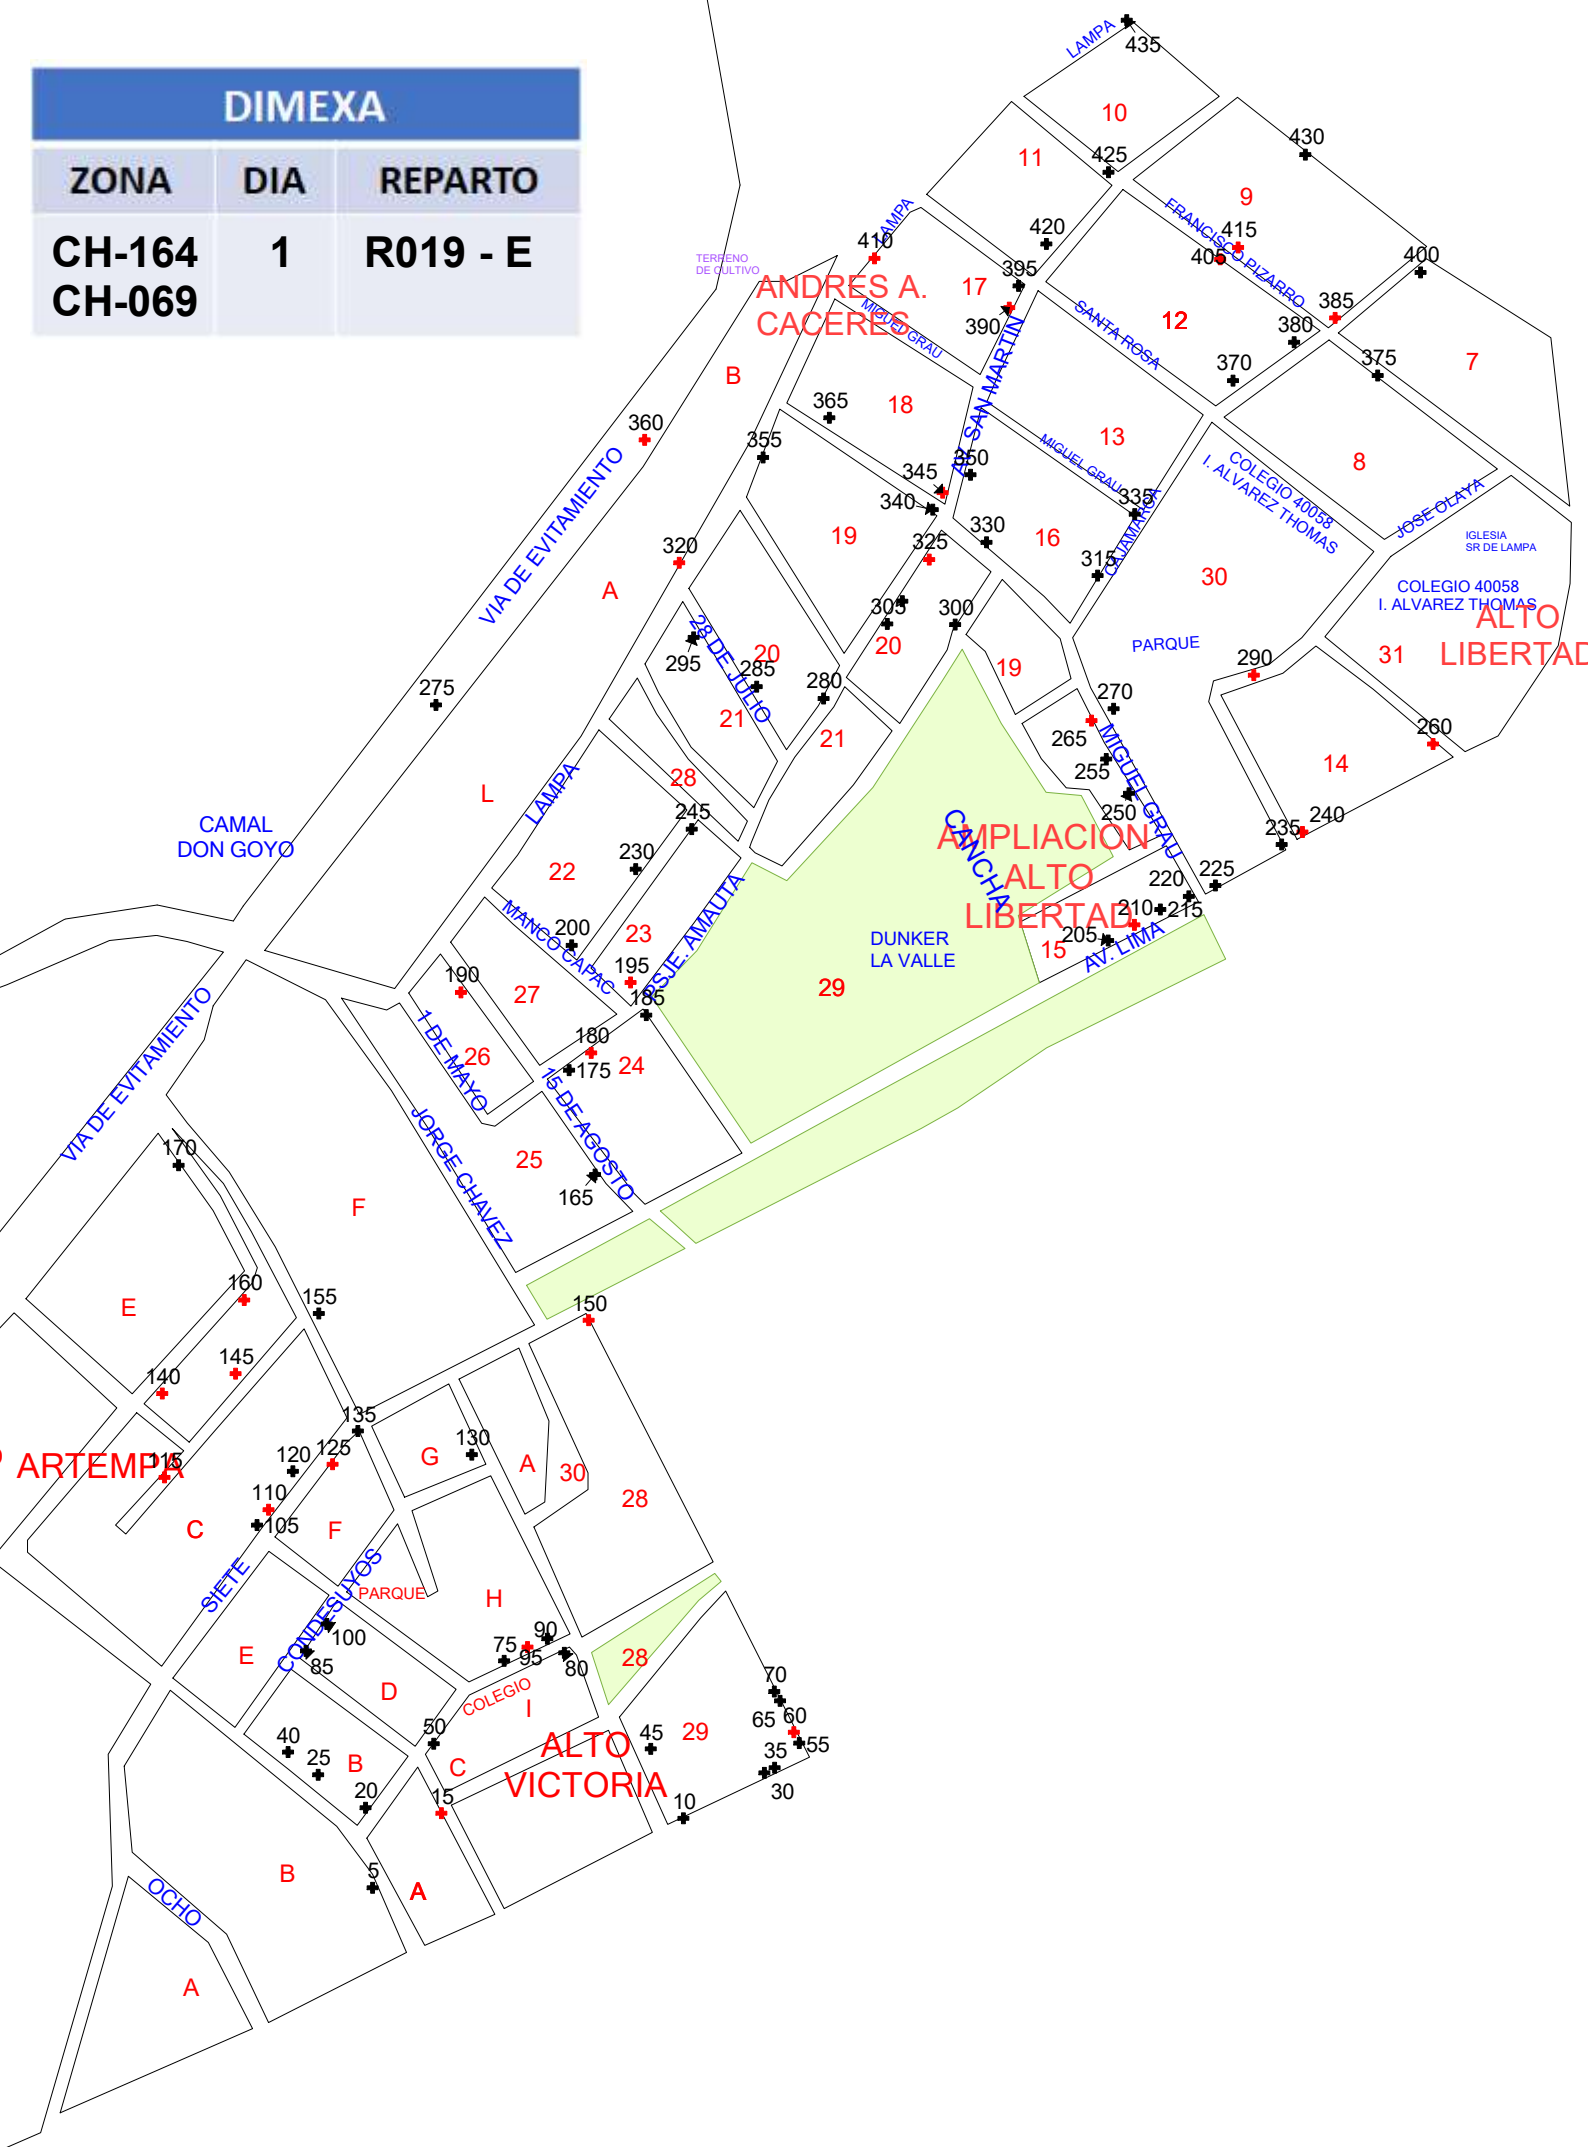 DIMEXA
ZONA DIA REPARTO
CH-164 1 R019 - E
CH-069
LAMPA
435
10
430
11
425
9
LAMPA
FRANCISCO PIZARRO
420
415
410
405
400
TERRENO
DE CULTIVO
395
17
ANDRES A.
CACERES
MIGUEL GRAU
390
SANTA ROSA
12
385
380
375
7
370
B
18
365
AV. SAN MARTIN
13
MIGUEL GRAU
360
355
COLEGIO 40058
I. ALVAREZ THOMAS
8
VIA DE EVITAMIENTO
345
350
340
335
JOSE OLAYA
19
330
16
CAJAMARCA
IGLESIA
SR DE LAMPA
325
320
315
30
A
COLEGIO 40058
I. ALVAREZ THOMAS
ALTO
LIBERTAD
300
28 DE JULIO
295
20
20
PARQUE
31
285
19
290
280
275
21
21
270
265
260
14
MIGUEL GRAU
255
250
L
LAMPA
28
245
CAMAL
DON GOYO
240
235
CANCHA
AMPLIACION
ALTO
LIBERTAD
22
230
225
220
215
210
MANCO CAPAC
PSJE. AMAUTA
200
23
DUNKER
LA VALLE
205
15
AV. LIMA
195
190
27
29
185
VIA DE EVITAMIENTO
1 DE MAYO
26
180
175
24
15 DE AGOSTO
JORGE CHAVEZ
170
25
165
F
E
160
155
150
145
140
135
130
G
A
30
ARTEMPA
115
120
125
28
110
105
C
F
SIETE
CONDESUYOS
PARQUE
H
100
E
85
75
90
95
80
28
D
COLEGIO
I
70
65
60
55
29
45
50
40
25
B
C
ALTO
VICTORIA
35
30
20
15
10
B
5
A
OCHO
A